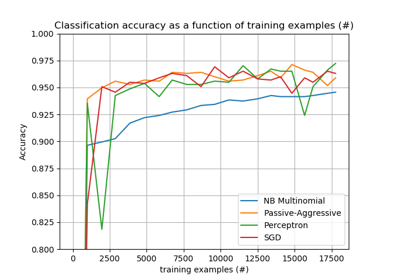 Classification accuracy as a function of training examples (#)
1.000
0.975
0.950
0.925
0.900
0.875
0.850
0.825
0.800
Accuracy
NB Multinomial
Passive-Aggressive
Perceptron
SGD
0 2500 5000 7500 10000 12500 15000 17500
training examples (#)